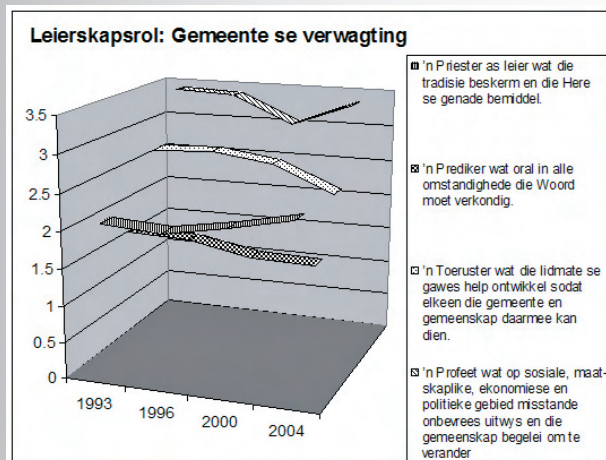 Leierskapsrol: Gemeente se verwagting
3.5
3
2.5
2
1.5
1
0.5
0
1993
1996
2000
2004
'n Priester as leier wat die
tradisie beskerm en die Here
se genade bemiddel.
'n Prediker wat oral in alle
omstandighede die Woord
moet verkondig.
'n Toeruster wat die lidmate se
gawes help ontwikkel sodat
elkeen die gemeente en
gemeenskap daarmee kan
dien.
'n Profeet wat op sosiale, maat-
skaplike, ekonomiese en
politieke gebied misstande
onbevrees uitwys en die
gemeenskap begelei om te
verander